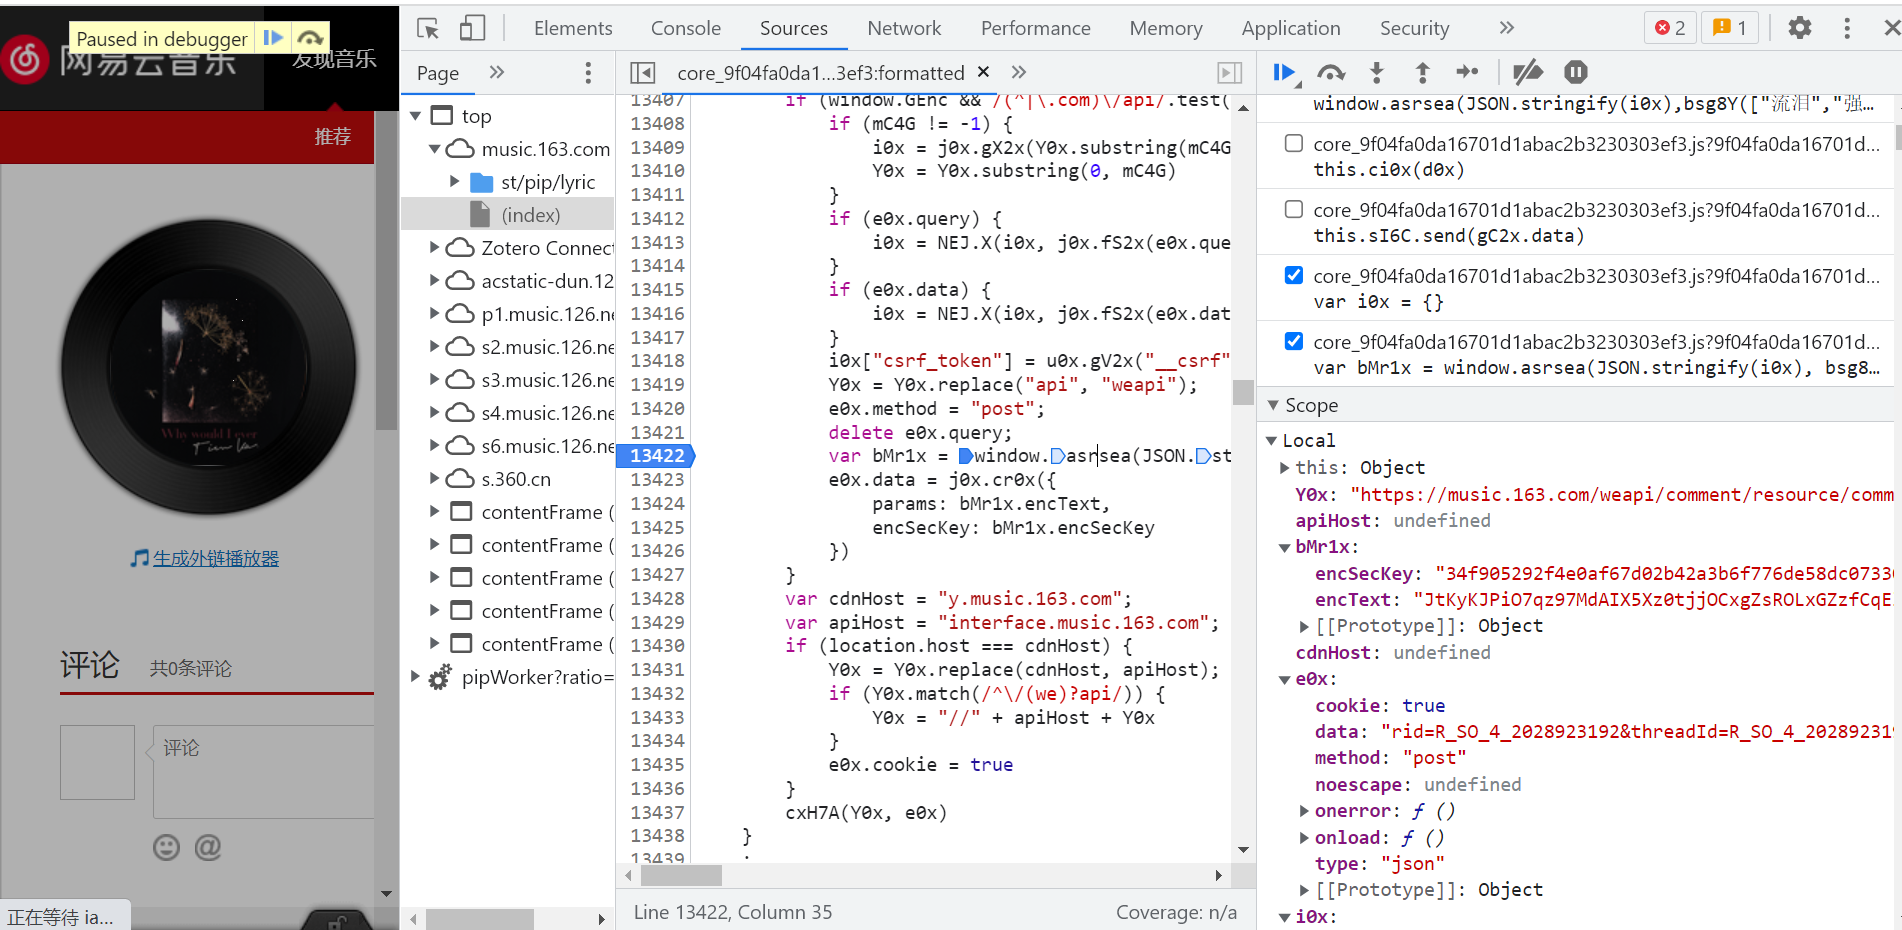 Paused in debugger
网易云音乐
发现音乐
推荐
Why would I ever
生成外链播放器
评论
共0条评论
评论
@
正在等待 ia...
Elements
Console
Sources
Network
Performance
Memory
Application
Security
»
2
1
Page
»
top
music.163.com
st/pip/lyric
(index)
Zotero Connect
acstatic-dun.12
p1.music.126.ne
s2.music.126.ne
s3.music.126.ne
s4.music.126.ne
s6.music.126.ne
s.360.cn
contentFrame (
contentFrame (
contentFrame (
contentFrame (
contentFrame (
pipWorker?ratio=
core_9f04fa0da1...3ef3:formatted ×
»
13407 if (window.GEnc && /(^|\.com)\/api/.test(
13408 if (mC4G != -1) {
13409 i0x = j0x.gX2x(Y0x.substring(mC4G
13410 Y0x = Y0x.substring(0, mC4G)
13411 }
13412 if (e0x.query) {
13413 i0x = NEJ.X(i0x, j0x.fS2x(e0x.que
13414 }
13415 if (e0x.data) {
13416 i0x = NEJ.X(i0x, j0x.fS2x(e0x.dat
13417 }
13418 i0x["csrf_token"] = u0x.gV2x("__csrf"
13419 Y0x = Y0x.replace("api", "weapi");
13420 e0x.method = "post";
13421 delete e0x.query;
13422 var bMr1x = window.asrsea(JSON.st
13423 e0x.data = j0x.cr0x({
13424 params: bMr1x.encText,
13425 encSecKey: bMr1x.encSecKey
13426 })
13427 }
13428 var cdnHost = "y.music.163.com";
13429 var apiHost = "interface.music.163.com";
13430 if (location.host === cdnHost) {
13431 Y0x = Y0x.replace(cdnHost, apiHost);
13432 if (Y0x.match(/^\/(we)?api/)) {
13433 Y0x = "//" + apiHost + Y0x
13434 }
13435 e0x.cookie = true
13436 }
13437 cxH7A(Y0x, e0x)
13438 }
13439 ;
Line 13422, Column 35
Coverage: n/a
window.asrsea(JSON.stringify(i0x),bsg8Y(["流泪","强...
core_9f04fa0da16701d1abac2b3230303ef3.js?9f04fa0da16701d...
this.ci0x(d0x)
core_9f04fa0da16701d1abac2b3230303ef3.js?9f04fa0da16701d...
this.sI6C.send(gC2x.data)
core_9f04fa0da16701d1abac2b3230303ef3.js?9f04fa0da16701d...
var i0x = {}
core_9f04fa0da16701d1abac2b3230303ef3.js?9f04fa0da16701d...
var bMr1x = window.asrsea(JSON.stringify(i0x), bsg8...
Scope
Local
this: Object
Y0x: "https://music.163.com/weapi/comment/resource/comm
apiHost: undefined
bMr1x:
encSecKey: "34f905292f4e0af67d02b42a3b6f776de58dc0733
encText: "JtKyKJPiO7qz97MdAIX5Xz0tjjOCxgZsROLxGZzfCqE
[[Prototype]]: Object
cdnHost: undefined
e0x:
cookie: true
data: "rid=R_SO_4_2028923192&threadId=R_SO_4_202892319
method: "post"
noescape: undefined
onerror: ƒ ()
onload: ƒ ()
type: "json"
[[Prototype]]: Object
i0x: